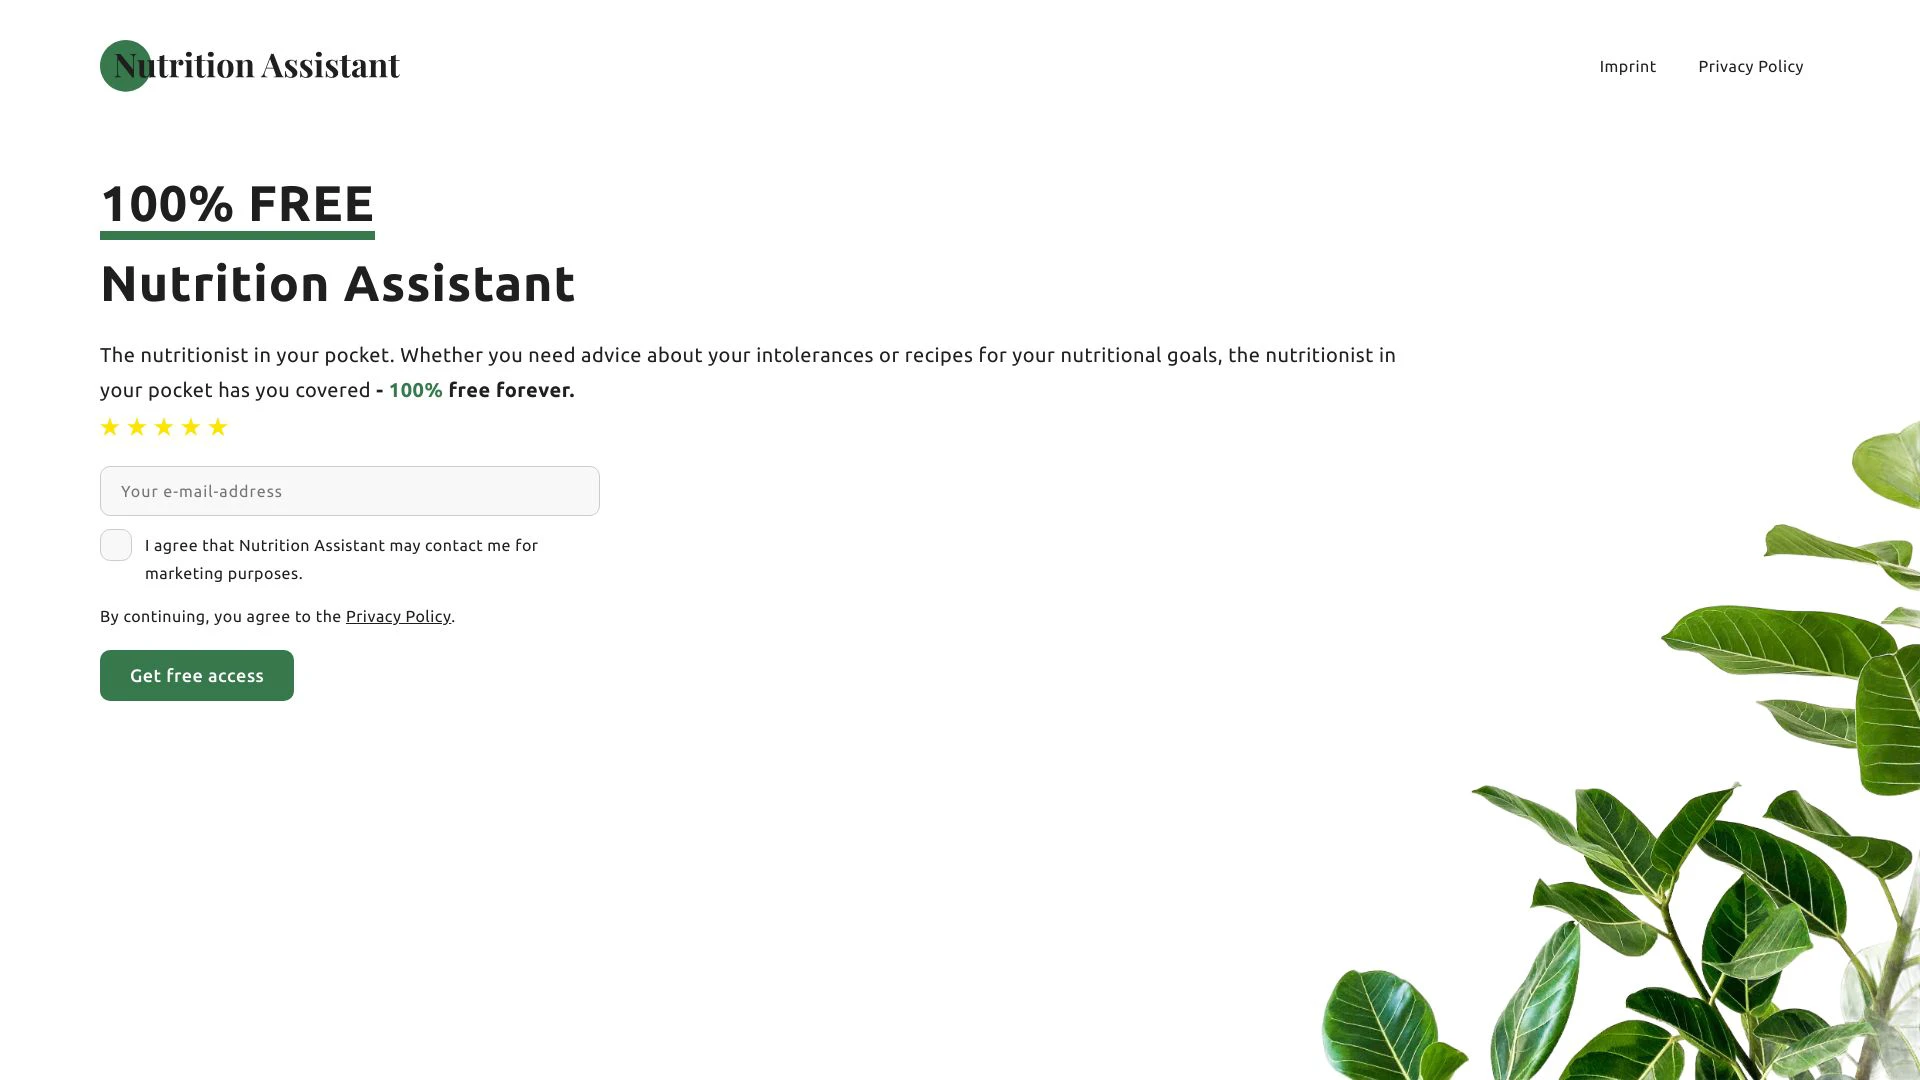 Nutrition Assistant
Imprint
Privacy Policy
100% FREE
Nutrition Assistant
The nutritionist in your pocket. Whether you need advice about your intolerances or recipes for your nutritional goals, the nutritionist in
your pocket has you covered - 100% free forever.
Your e-mail-address
I agree that Nutrition Assistant may contact me for
marketing purposes.
By continuing, you agree to the Privacy Policy.
Get free access